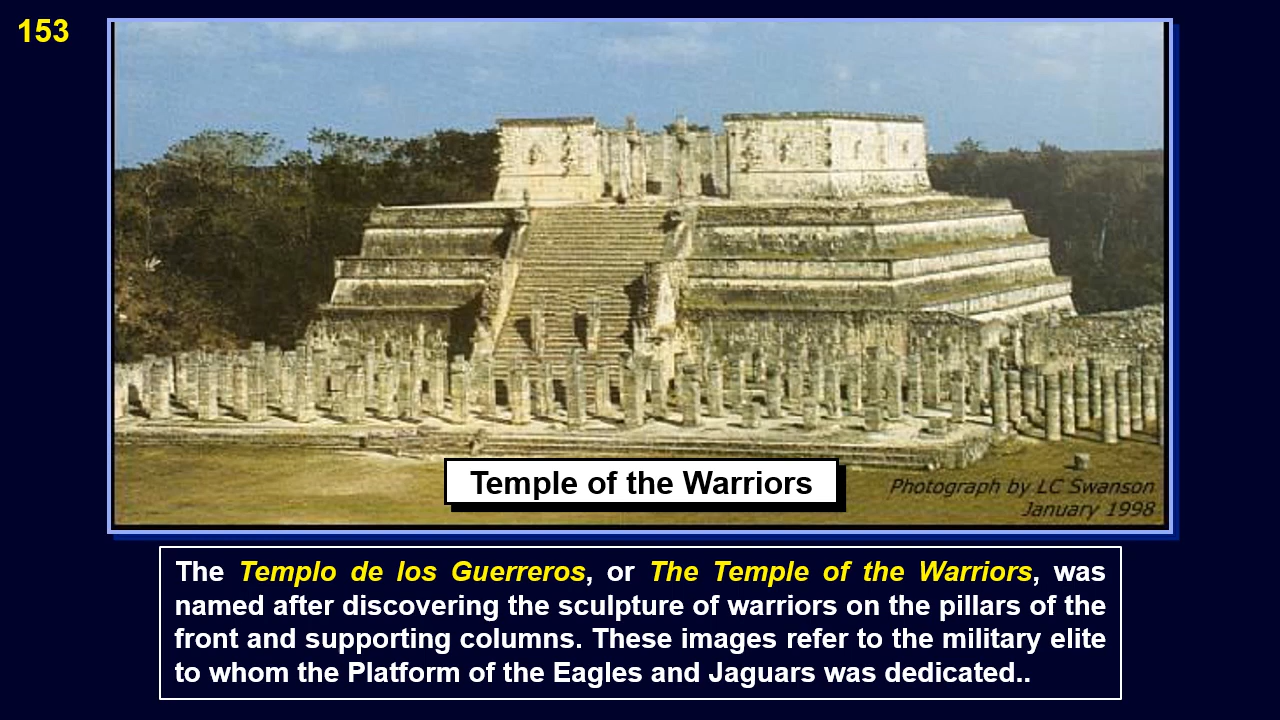 153
Temple of the Warriors
Photograph by LC Swanson
January 1998
The Templo de los Guerreros, or The Temple of the Warriors, was
named after discovering the sculpture of warriors on the pillars of the
front and supporting columns. These images refer to the military elite
to whom the Platform of the Eagles and Jaguars was dedicated..